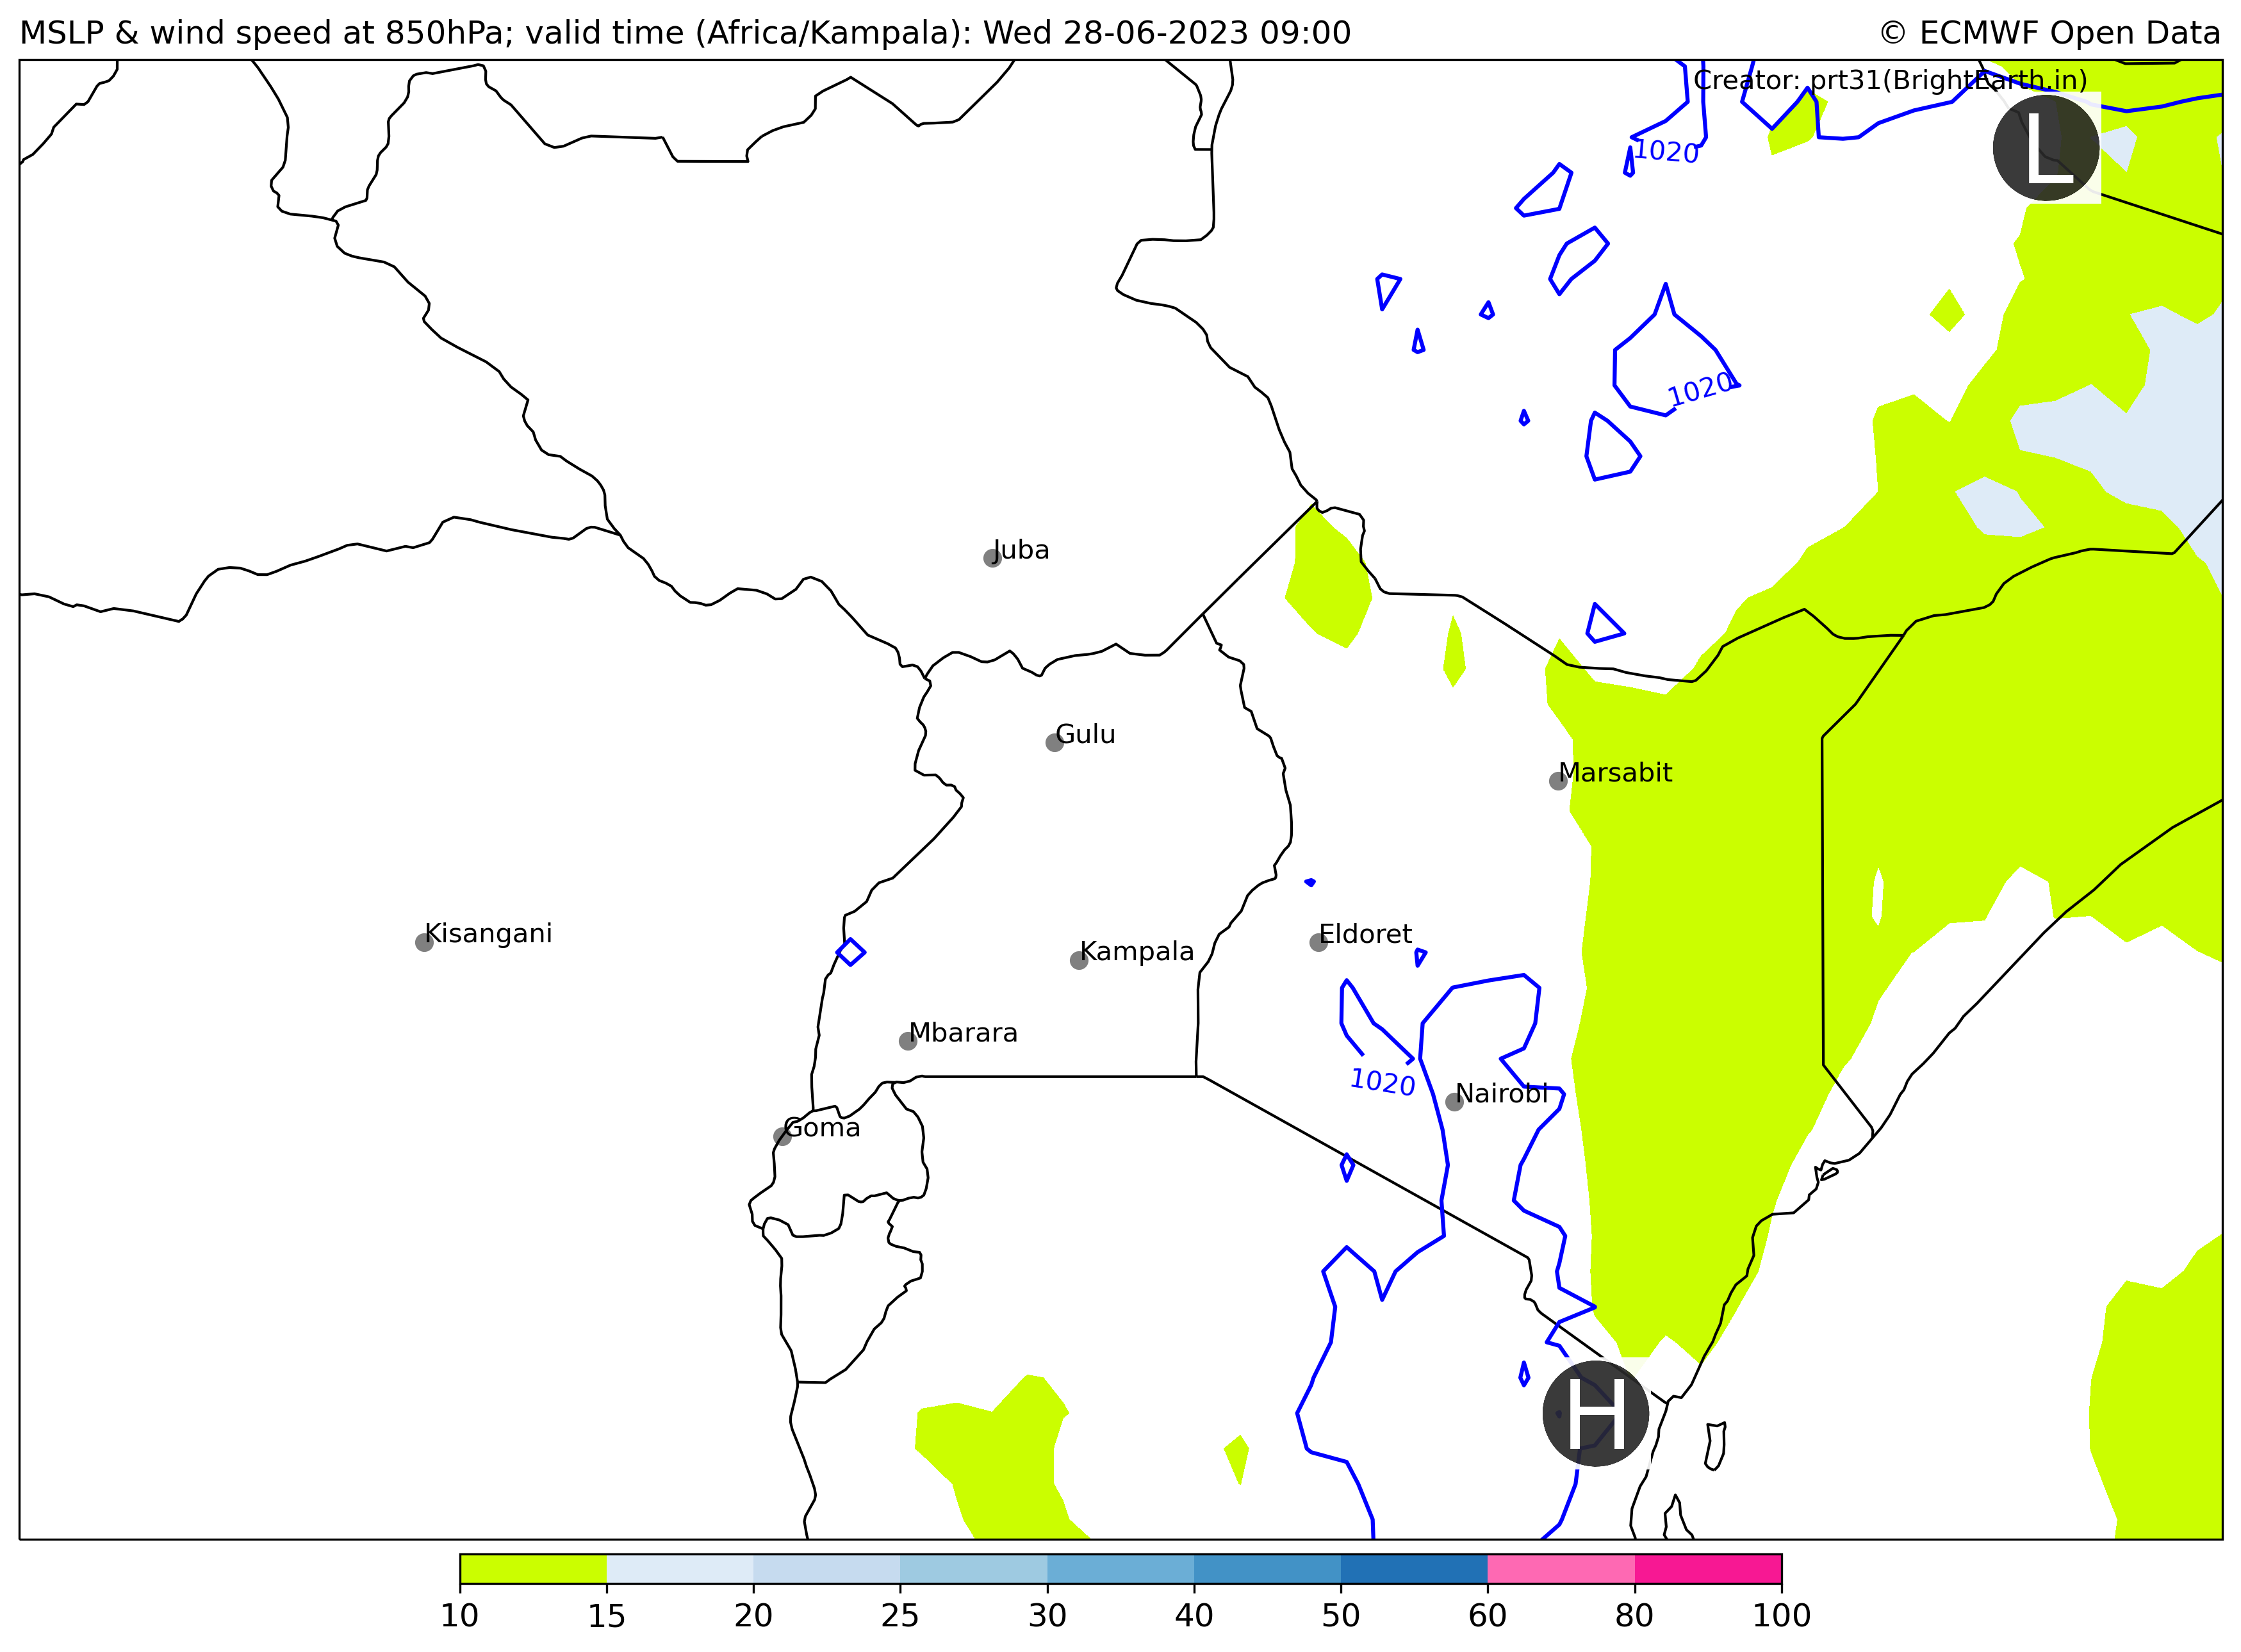 MSLP & wind speed at 850hPa; valid time (Africa/Kampala): Wed 28-06-2023 09:00
© ECMWF Open Data
Creator: prt31(BrightEarth.in)
L
1020
1020
Juba
Gulu
Marsabit
Kisangani
Eldoret
Kampala
Mbarara
1020
Nairobi
Goma
H
10 15 20 25 30 40 50 60 80 100